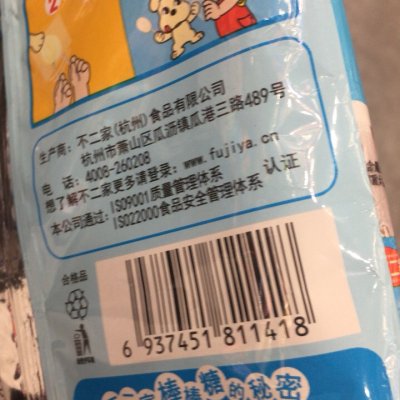 2
生产商：不二家(杭州)食品有限公司
杭州市萧山区瓜沥镇瓜港三路489号
电话：4008-260208
想了解不二家更多请登录：www.fujiya.cn
本公司通过：ISO9001质量管理体系
ISO22000食品安全管理体系 认证
合格品
6 937451 811418
棒棒糖的秘密